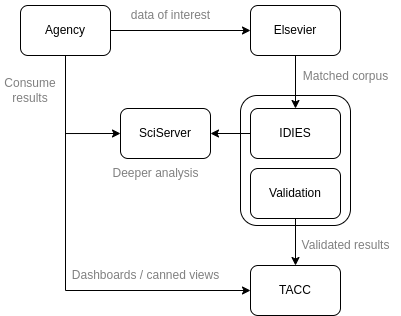 Agency
data of interest
Elsevier
Consume
results
Matched corpus
SciServer
IDIES
Deeper analysis
Validation
Validated results
Dashboards / canned views
TACC